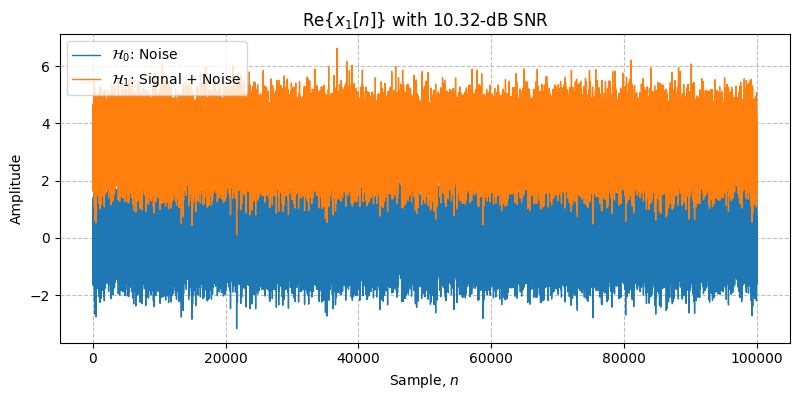 Re{x₁[n]} with 10.32-dB SNR
ℋ₀: Noise
ℋ₁: Signal + Noise
Amplitude
6
4
2
0
−2
0 20000 40000 60000 80000 100000
Sample, n